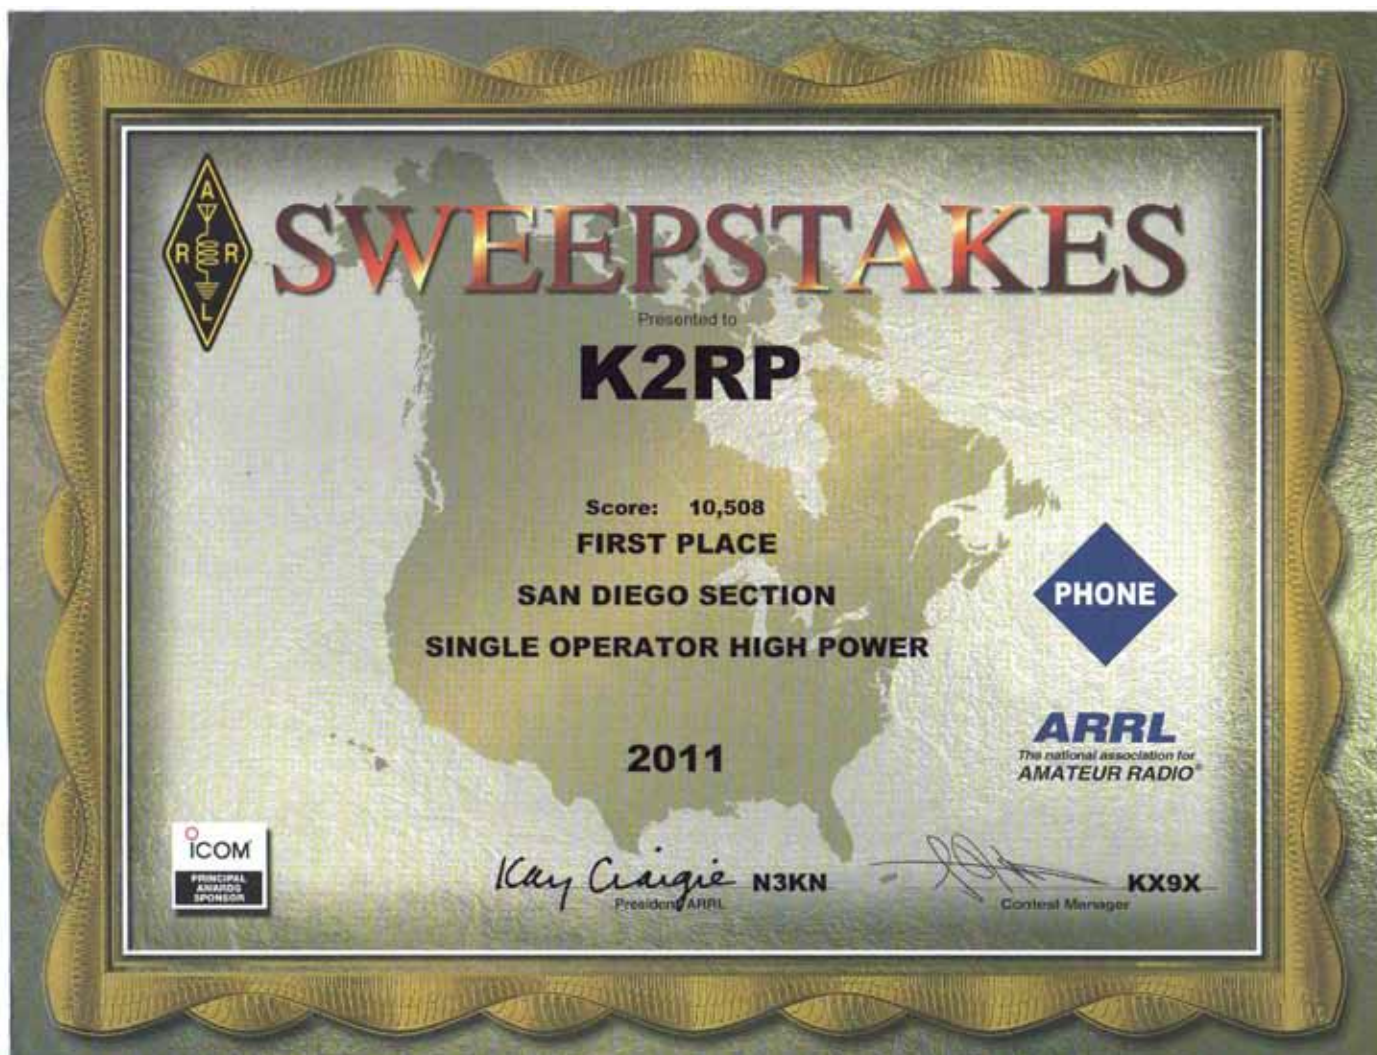 A
R R
L
SWEEPSTAKES
Presented to
K2RP
Score: 10,508
FIRST PLACE
SAN DIEGO SECTION
SINGLE OPERATOR HIGH POWER
2011
PHONE
ARRL
The national association for
AMATEUR RADIO®
ICOM
PRINCIPAL
AWARDS
SPONSOR
Kay Craigie N3KN
President ARRL
KX9X
Contest Manager